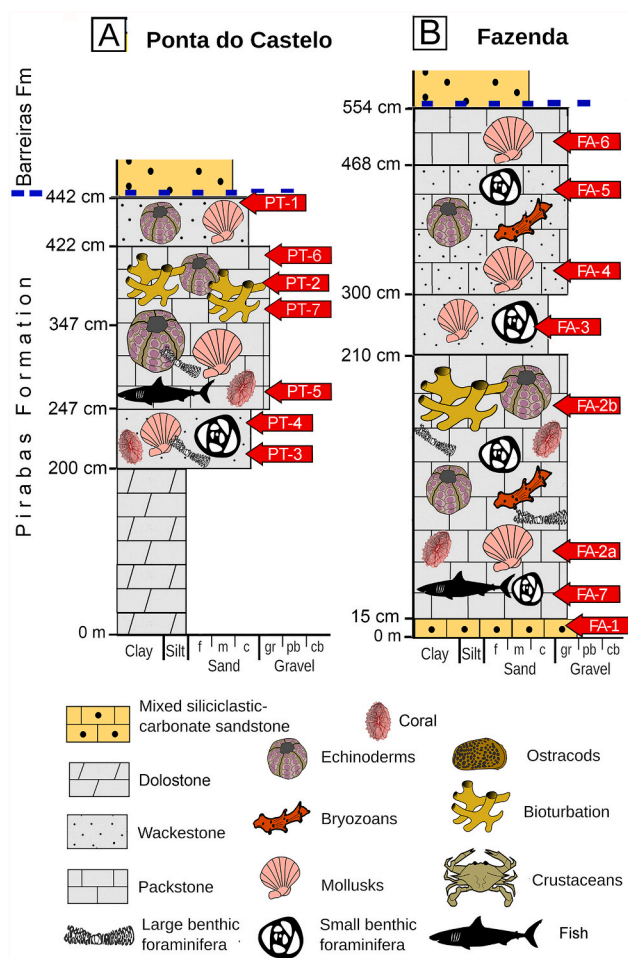 A Ponta do Castelo
B Fazenda
Barreiras Fm
Pirabas Formation
442 cm
422 cm
347 cm
247 cm
200 cm
0 m
PT-1
PT-6
PT-2
PT-7
PT-5
PT-4
PT-3
Clay Silt f m c gr pb cb
Sand Gravel
554 cm
468 cm
300 cm
210 cm
15 cm
0 m
FA-6
FA-5
FA-4
FA-3
FA-2b
FA-2a
FA-7
FA-1
Clay Silt f m c gr pb cb
Sand Gravel
Mixed siliciclastic-
carbonate sandstone
Dolostone
Wackestone
Packstone
Large benthic
foraminifera
Coral
Echinoderms
Bryozoans
Mollusks
Small benthic
foraminifera
Ostracods
Bioturbation
Crustaceans
Fish